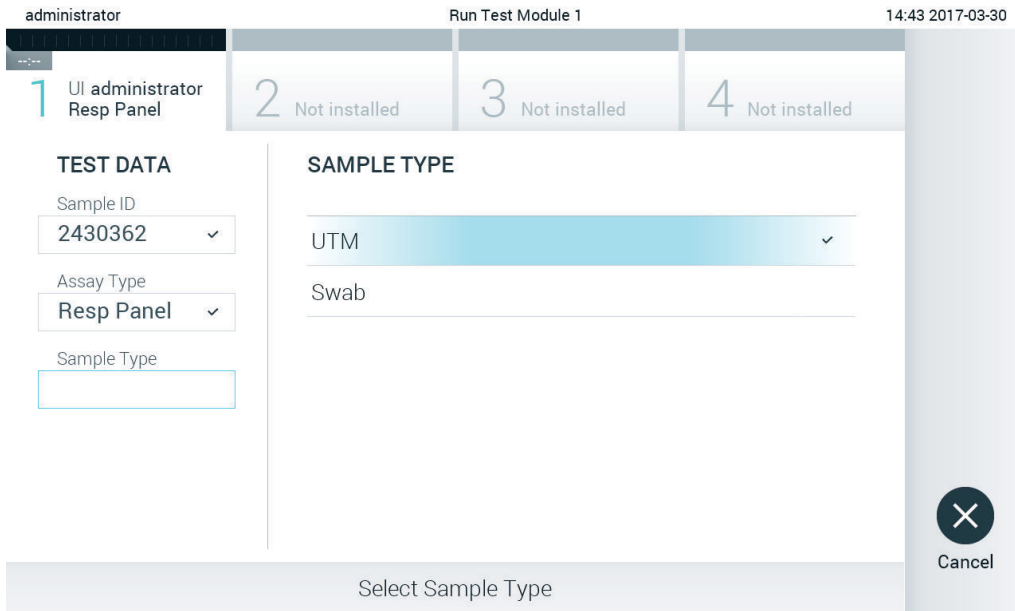 administrator
Run Test Module 1
14:43 2017-03-30
--:--
1 UI administrator
Resp Panel
2 Not installed
3 Not installed
4 Not installed
TEST DATA
Sample ID
2430362
Assay Type
Resp Panel
Sample Type
SAMPLE TYPE
UTM
Swab
Cancel
Select Sample Type